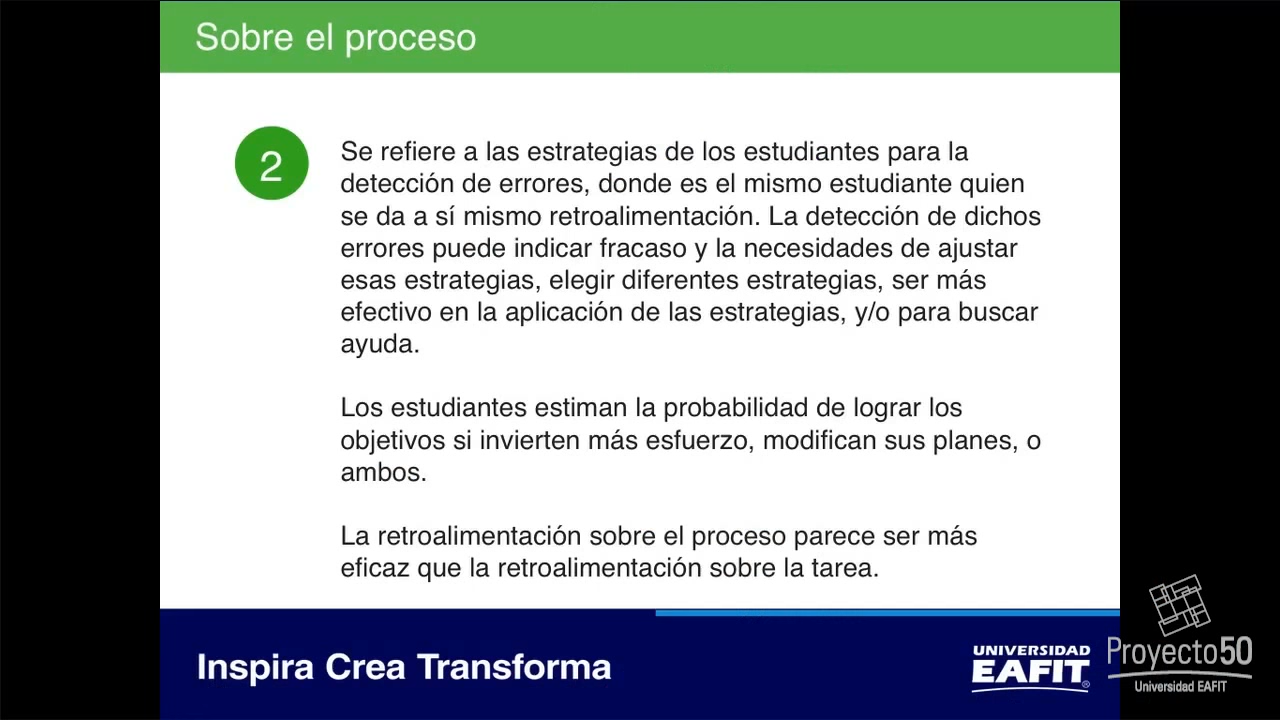 Sobre el proceso
2
Se refiere a las estrategias de los estudiantes para la
detección de errores, donde es el mismo estudiante quien
se da a sí mismo retroalimentación. La detección de dichos
errores puede indicar fracaso y la necesidades de ajustar
esas estrategias, elegir diferentes estrategias, ser más
efectivo en la aplicación de las estrategias, y/o para buscar
ayuda.
Los estudiantes estiman la probabilidad de lograr los
objetivos si invierten más esfuerzo, modifican sus planes, o
ambos.
La retroalimentación sobre el proceso parece ser más
eficaz que la retroalimentación sobre la tarea.
Inspira Crea Transforma
UNIVERSIDAD
EAFIT®
Proyecto50
Universidad EAFIT